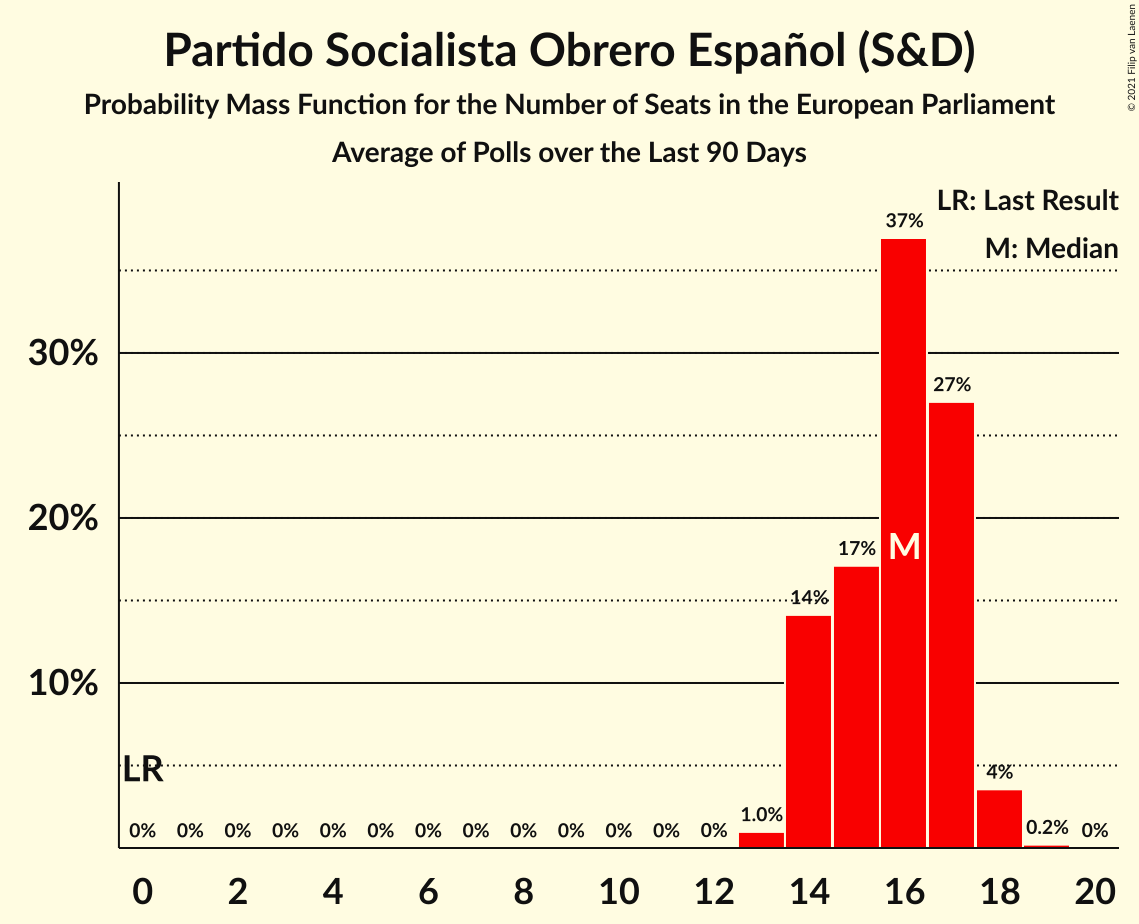 Partido Socialista Obrero Español (S&D)
Probability Mass Function for the Number of Seats in the European Parliament
Average of Polls over the Last 90 Days
© 2021 Filip van Laenen
LR: Last Result
M: Median
30%
20%
10%
LR
M
0% 0% 0% 0% 0% 0% 0% 0% 0% 0% 0% 0% 0% 1.0% 14% 17% 37% 27% 4% 0.2% 0%
0 2 4 6 8 10 12 14 16 18 20